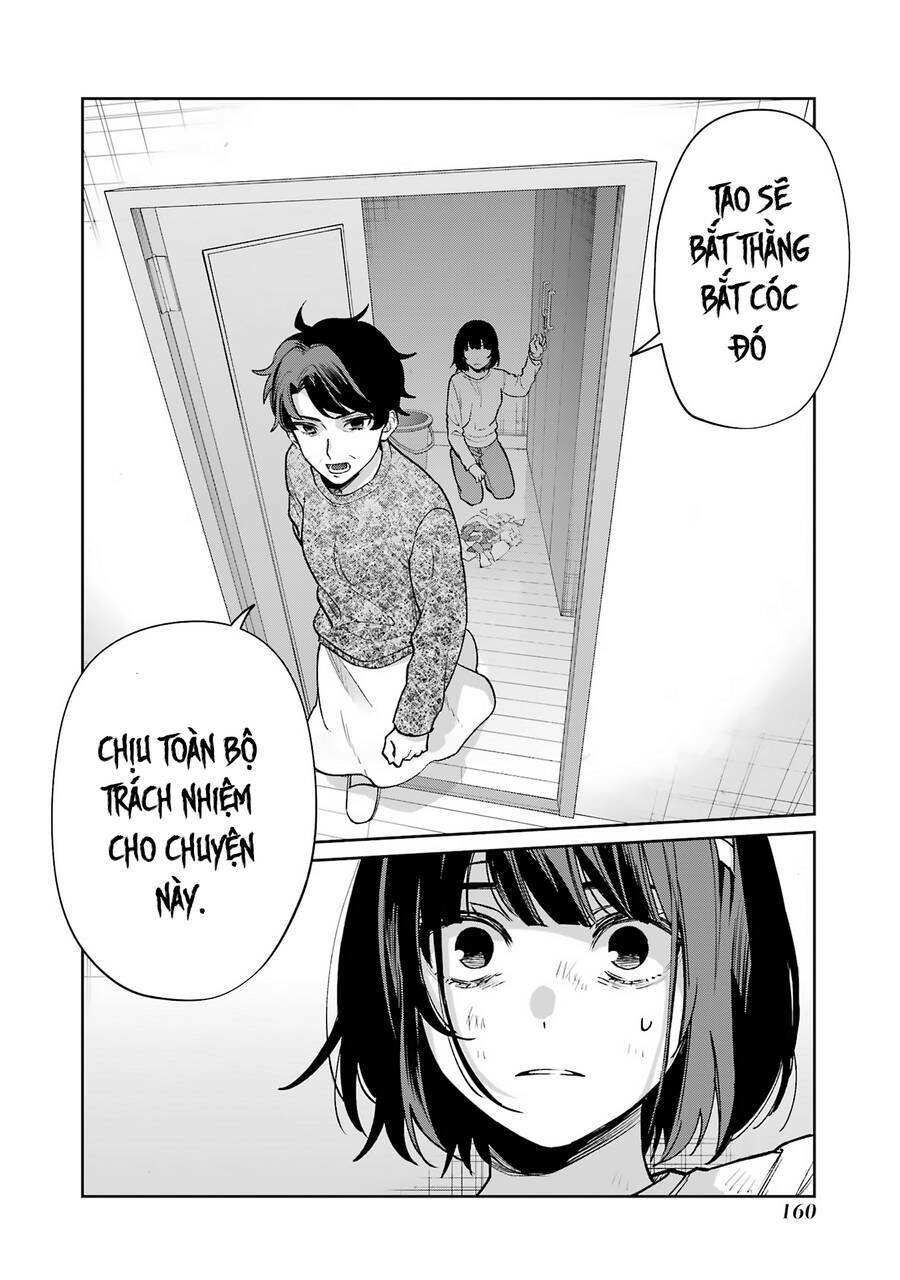 TAO SẼ
BẮT THẰNG
BẮT CÓC
ĐÓ
CHỊU TOÀN BỘ
TRÁCH NHIỆM
CHO CHUYỆN
NÀY.
160